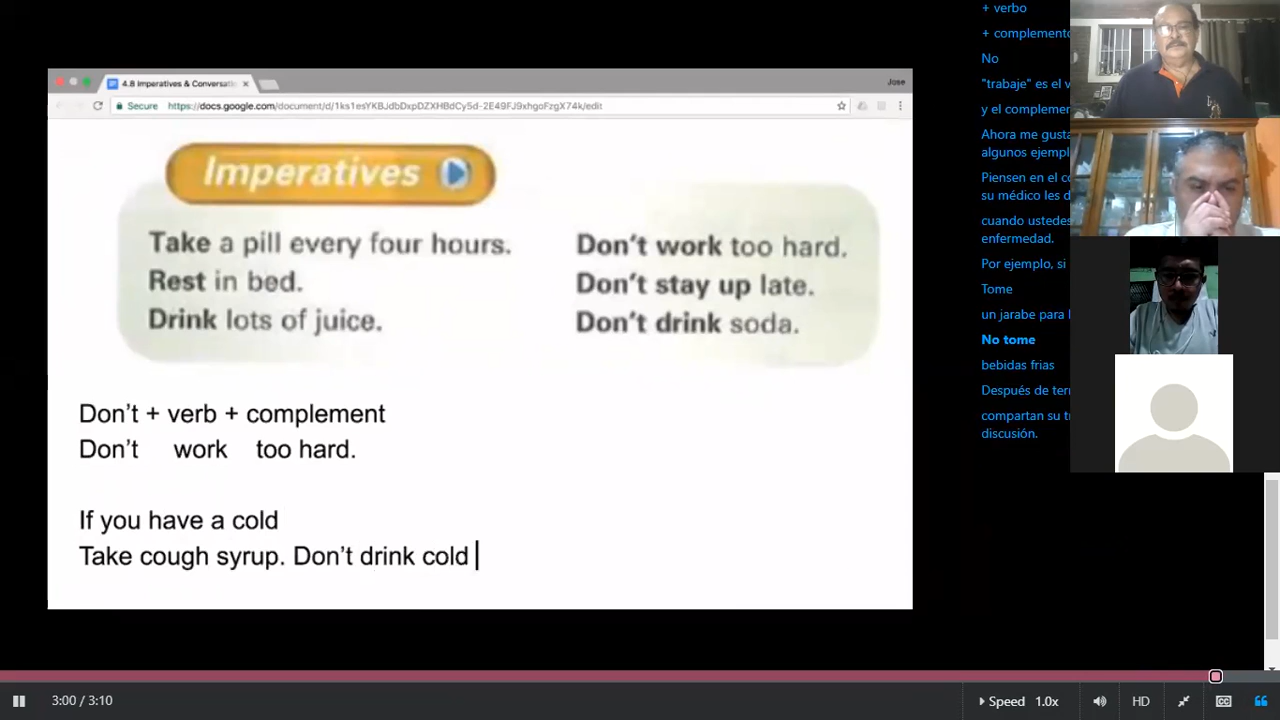 4.8 Imperatives & Conversati
Jose
Secure
https://docs.google.com/document/d/1ks1esYKBJdbDxpDZXHBdCy5d-2E49FJ9xhgoFzgX74k/edit
Imperatives
Take a pill every four hours.
Rest in bed.
Drink lots of juice.
Don't work too hard.
Don't stay up late.
Don't drink soda.
Don't + verb + complement
Don't work too hard.
If you have a cold
Take cough syrup. Don't drink cold
+ verbo
+ complemento
No
"trabaje" es el v
y el complemen
Ahora me gusta
algunos ejempl
Piensen en el co
su médico les d
cuando ustedes
enfermedad.
Por ejemplo, si
Tome
un jarabe para l
No tome
bebidas frias
Después de ter
compartan su t
discusión.
3:00 / 3:10
Speed 1.0x
HD
CC